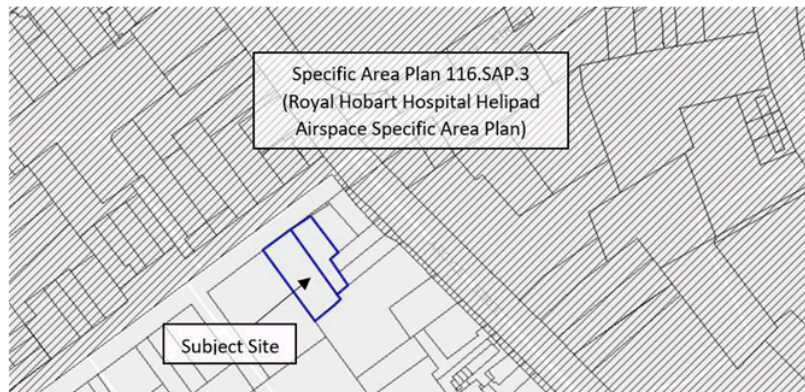 Specific Area Plan 116.SAP.3
(Royal Hobart Hospital Helipad
Airspace Specific Area Plan)
Subject Site